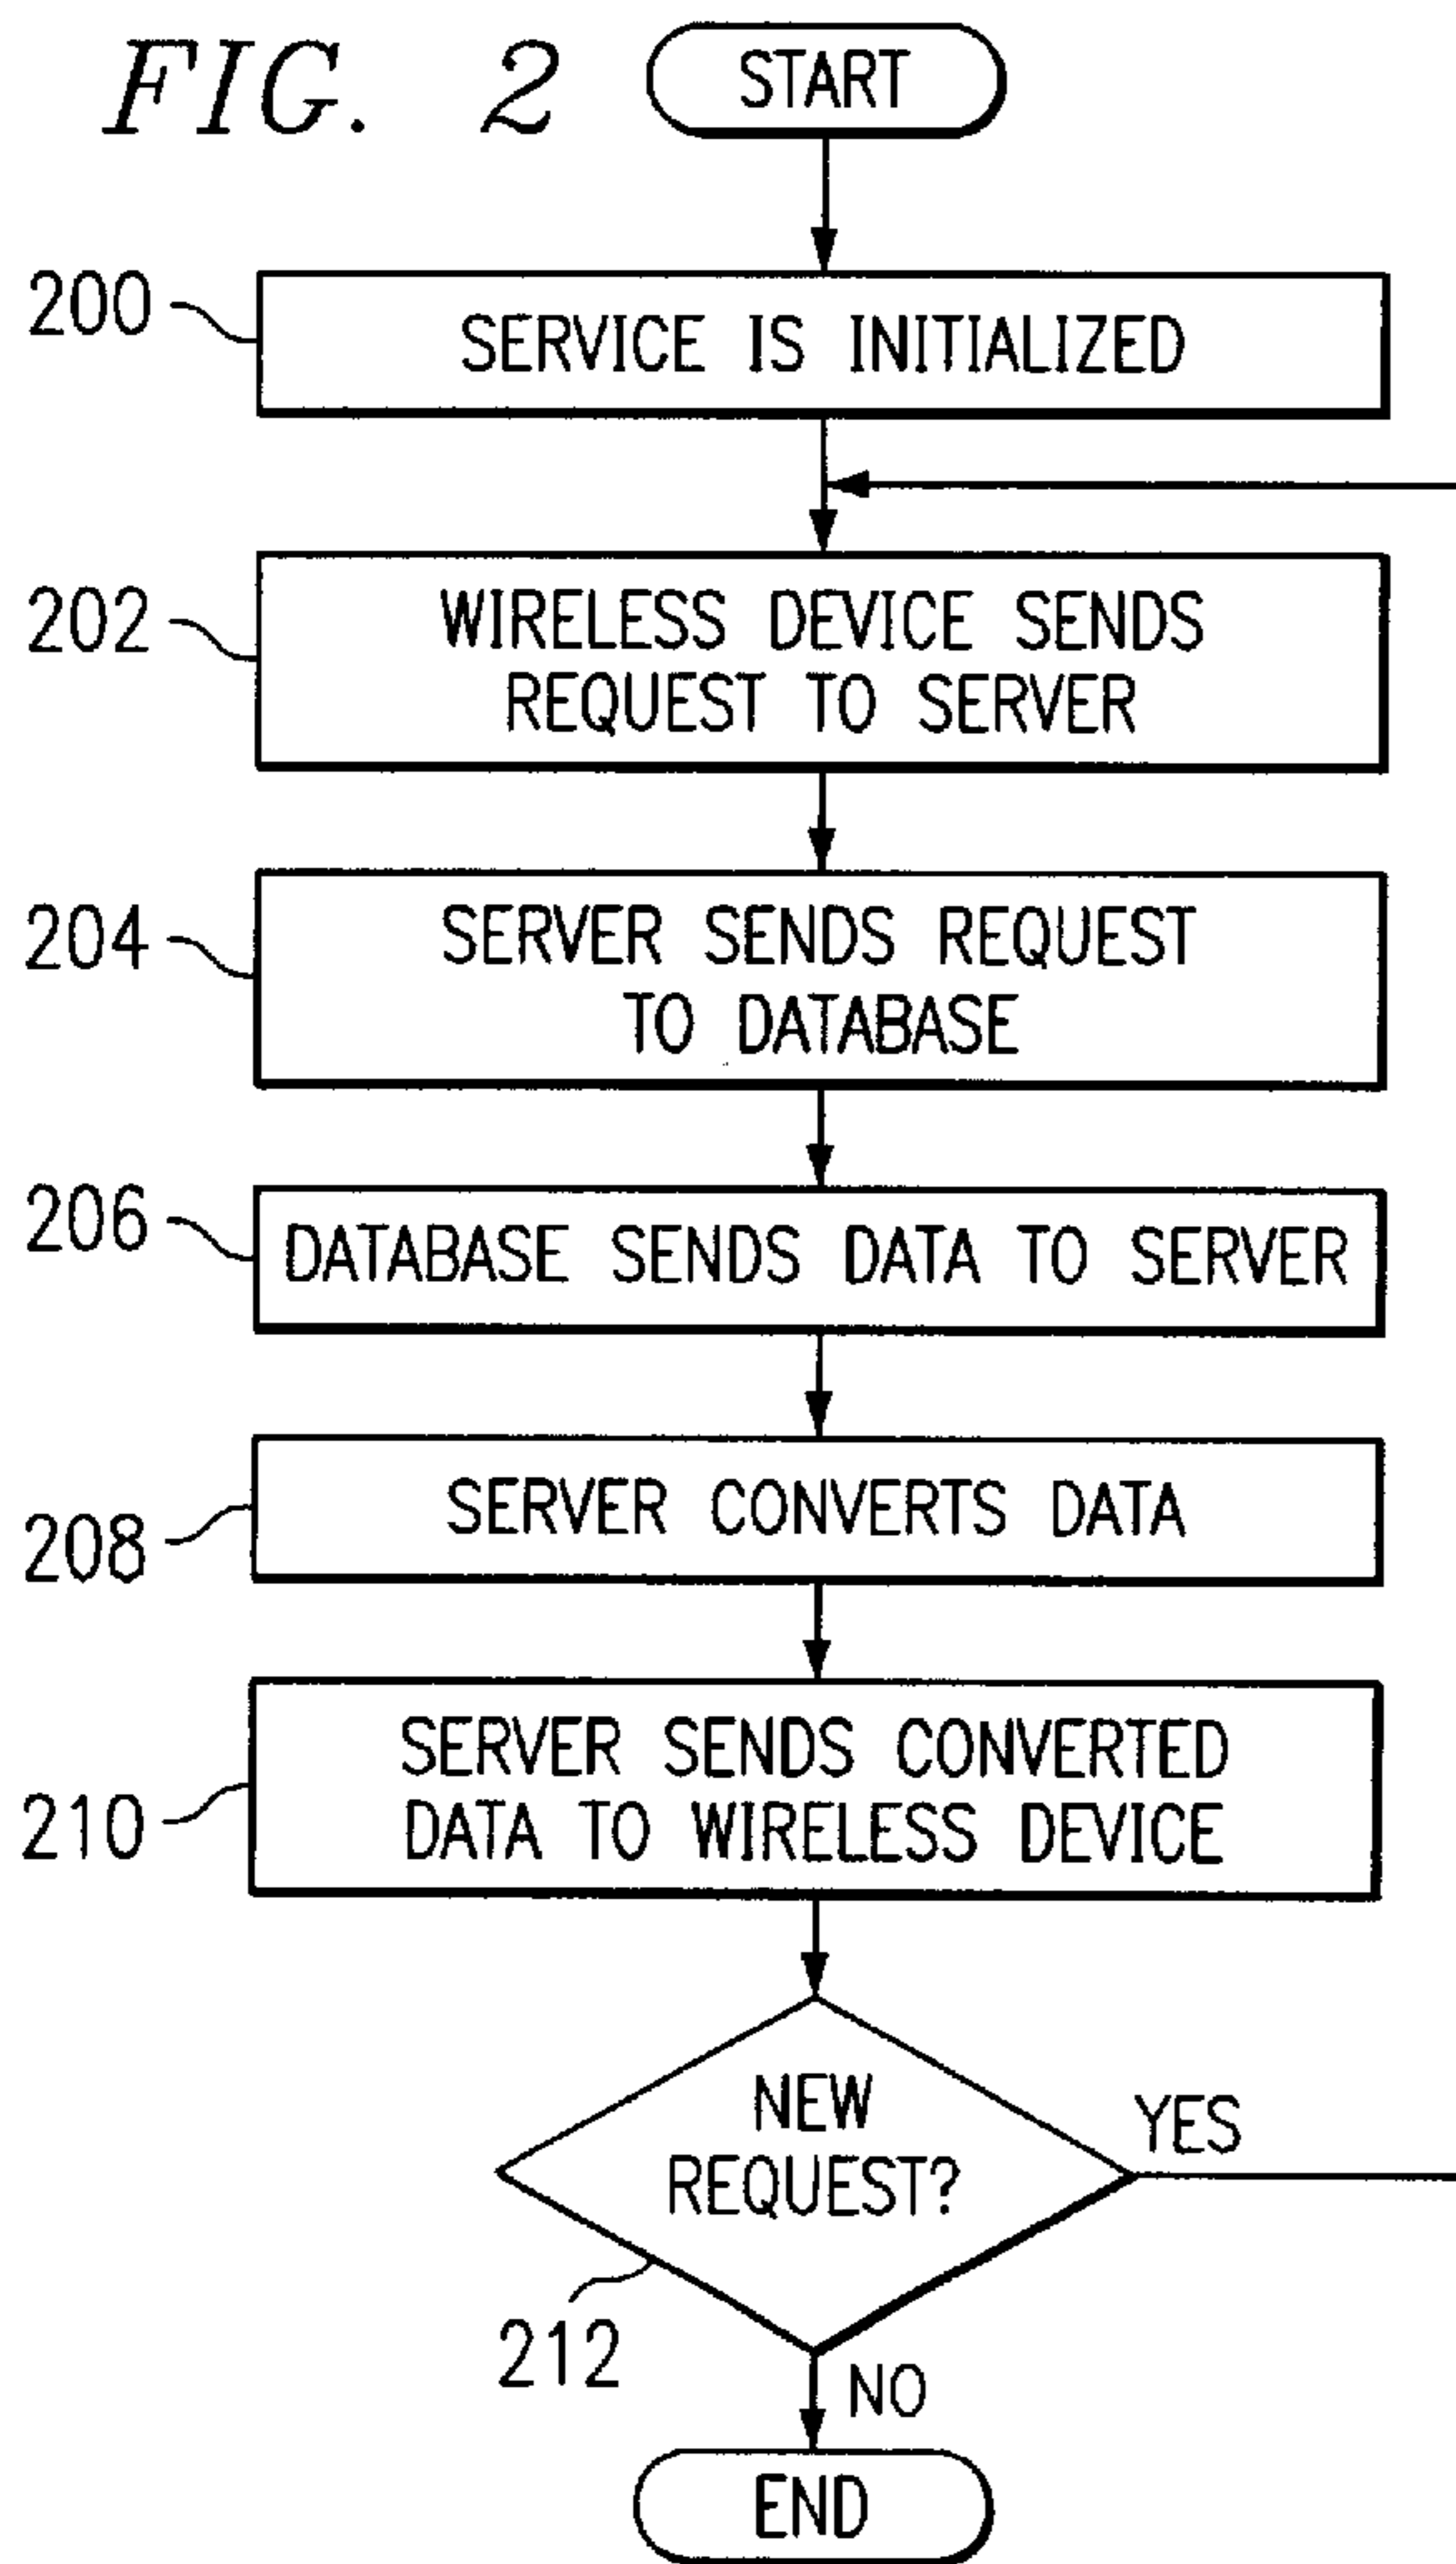 FIG. 2
START
200
SERVICE IS INITIALIZED
202
WIRELESS DEVICE SENDS
REQUEST TO SERVER
204
SERVER SENDS REQUEST
TO DATABASE
206
DATABASE SENDS DATA TO SERVER
208
SERVER CONVERTS DATA
210
SERVER SENDS CONVERTED
DATA TO WIRELESS DEVICE
NEW
REQUEST?
YES
212
NO
END